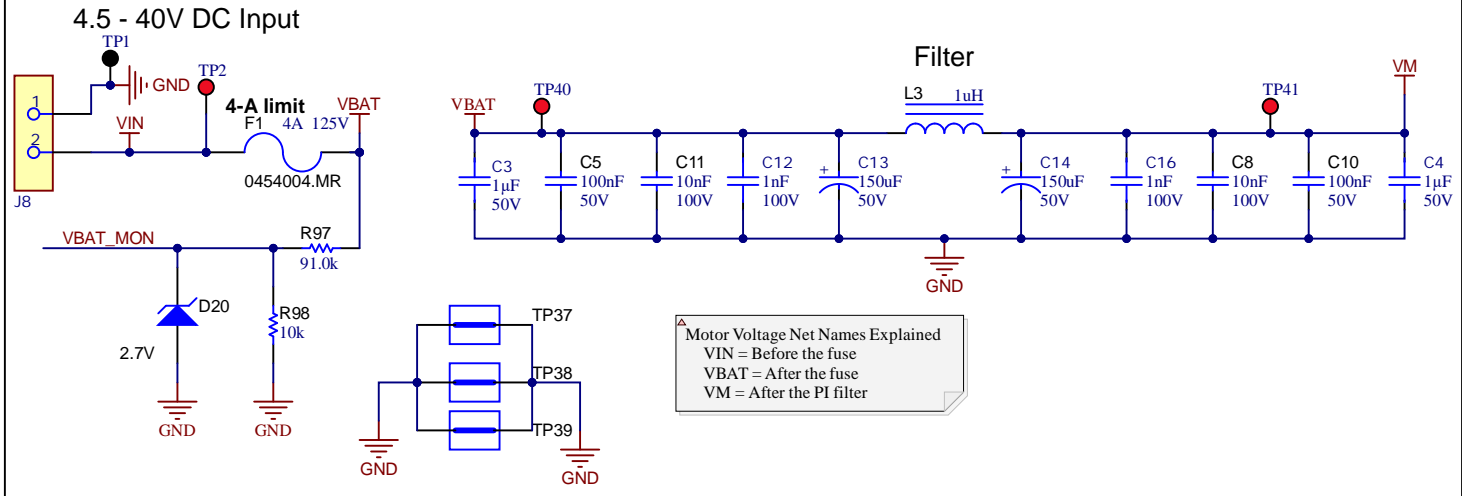 4.5 - 40V DC Input
TP1
GND
TP2
4-A limit
F1 4A 125V
VBAT
1
VIN
2
0454004.MR
J8
VBAT_MON
R97
91.0k
D20
2.7V
R98
10k
GND
GND
Filter
VBAT
TP40
L3 1uH
TP41
VM
C3
1µF
50V
C5
100nF
50V
C11
10nF
100V
C12
1nF
100V
+
C13
150uF
50V
+
C14
150uF
50V
C16
1nF
100V
C8
10nF
100V
C10
100nF
50V
C4
1µF
50V
GND
TP37
TP38
TP39
GND
GND
Motor Voltage Net Names Explained
VIN = Before the fuse
VBAT = After the fuse
VM = After the PI filter